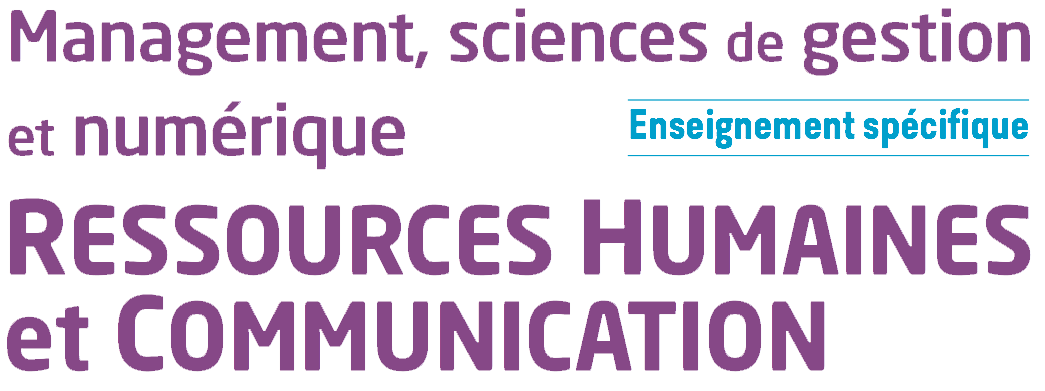 Management, sciences de gestion
et numérique
Enseignement spécifique
RESSOURCES HUMAINES
et COMMUNICATION